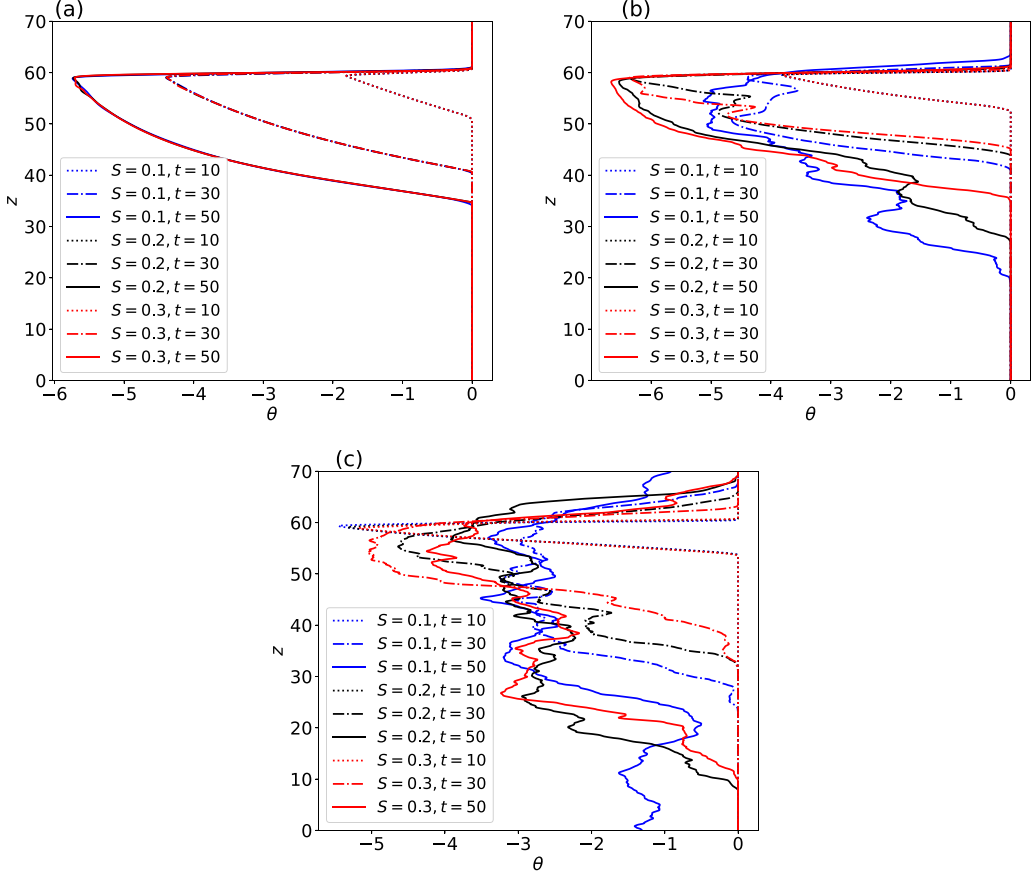 (a)
70
60
50
40
30
20
10
0
z
S = 0.1, t = 10
S = 0.1, t = 30
S = 0.1, t = 50
S = 0.2, t = 10
S = 0.2, t = 30
S = 0.2, t = 50
S = 0.3, t = 10
S = 0.3, t = 30
S = 0.3, t = 50
−6 −5 −4 −3 −2 −1 0
θ
(b)
70
60
50
40
30
20
10
0
z
S = 0.1, t = 10
S = 0.1, t = 30
S = 0.1, t = 50
S = 0.2, t = 10
S = 0.2, t = 30
S = 0.2, t = 50
S = 0.3, t = 10
S = 0.3, t = 30
S = 0.3, t = 50
−6 −5 −4 −3 −2 −1 0
θ
(c)
70
60
50
40
30
20
10
0
z
S = 0.1, t = 10
S = 0.1, t = 30
S = 0.1, t = 50
S = 0.2, t = 10
S = 0.2, t = 30
S = 0.2, t = 50
S = 0.3, t = 10
S = 0.3, t = 30
S = 0.3, t = 50
−5 −4 −3 −2 −1 0
θ